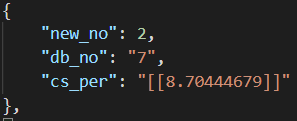 {
    "new_no": 2,
    "db_no": "7",
    "cs_per": "[[8.70444679]]"
},